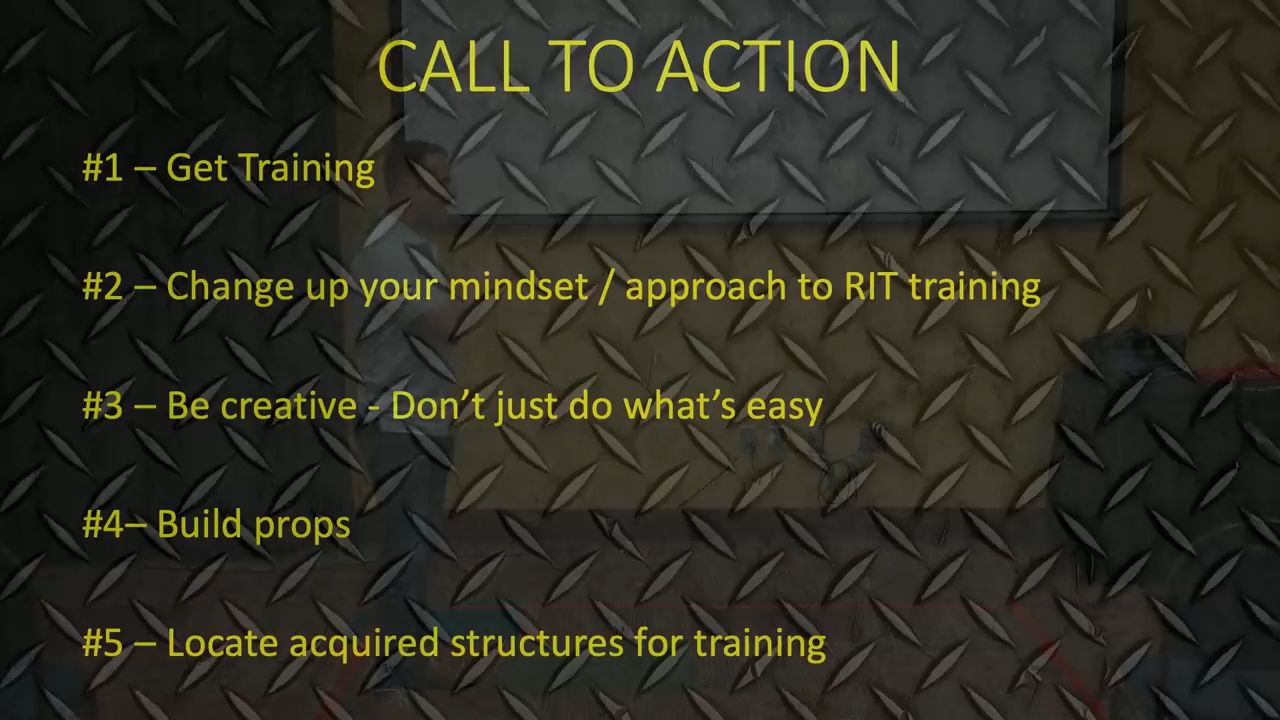 CALL TO ACTION
#1 – Get Training
#2 – Change up your mindset / approach to RIT training
#3 – Be creative - Don’t just do what’s easy
#4– Build props
#5 – Locate acquired structures for training